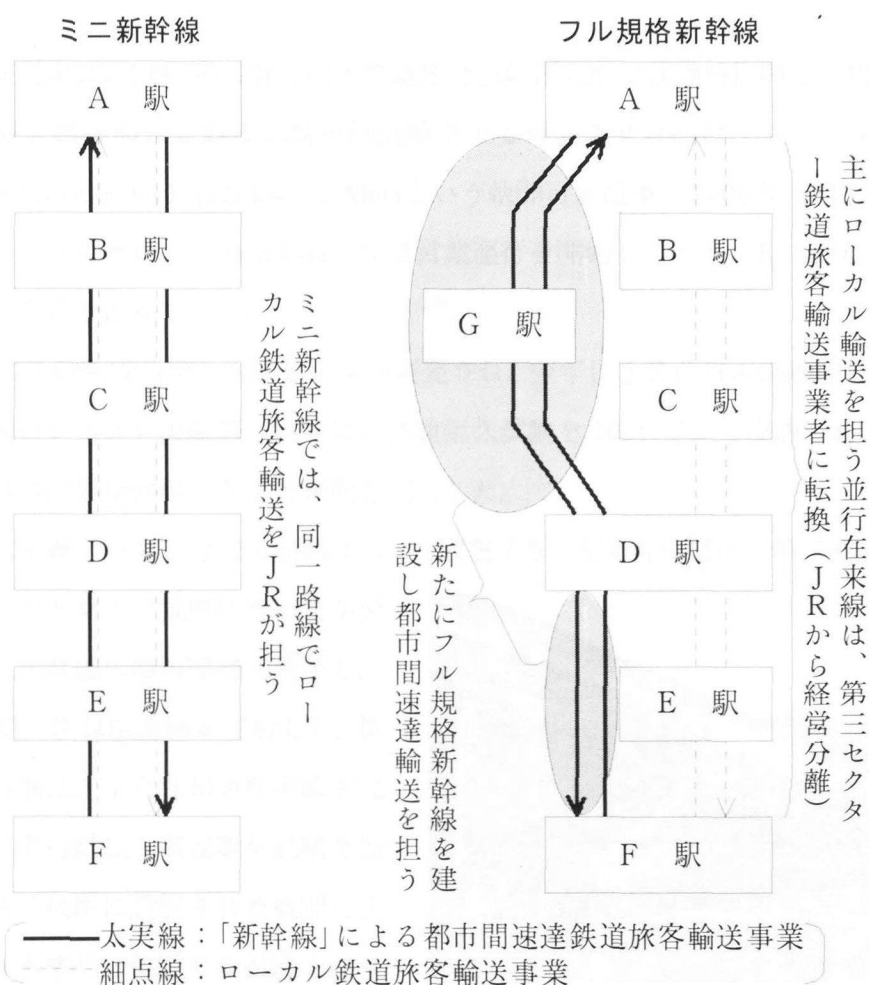 ミニ新幹線
A 駅
B 駅
C 駅
D 駅
E 駅
F 駅
ミニ新幹線では、同一路線でロー
カル鉄道旅客輸送をJRが担う
フル規格新幹線
A 駅
B 駅
G 駅
C 駅
D 駅
E 駅
F 駅
新たにフル規格新幹線を建
設し都市間速達輸送を担う
主にローカル輸送を担う並行在来線は、第三セクタ
ー鉄道旅客輸送事業者に転換（JRから経営分離）
太実線：「新幹線」による都市間速達鉄道旅客輸送事業
細点線：ローカル鉄道旅客輸送事業